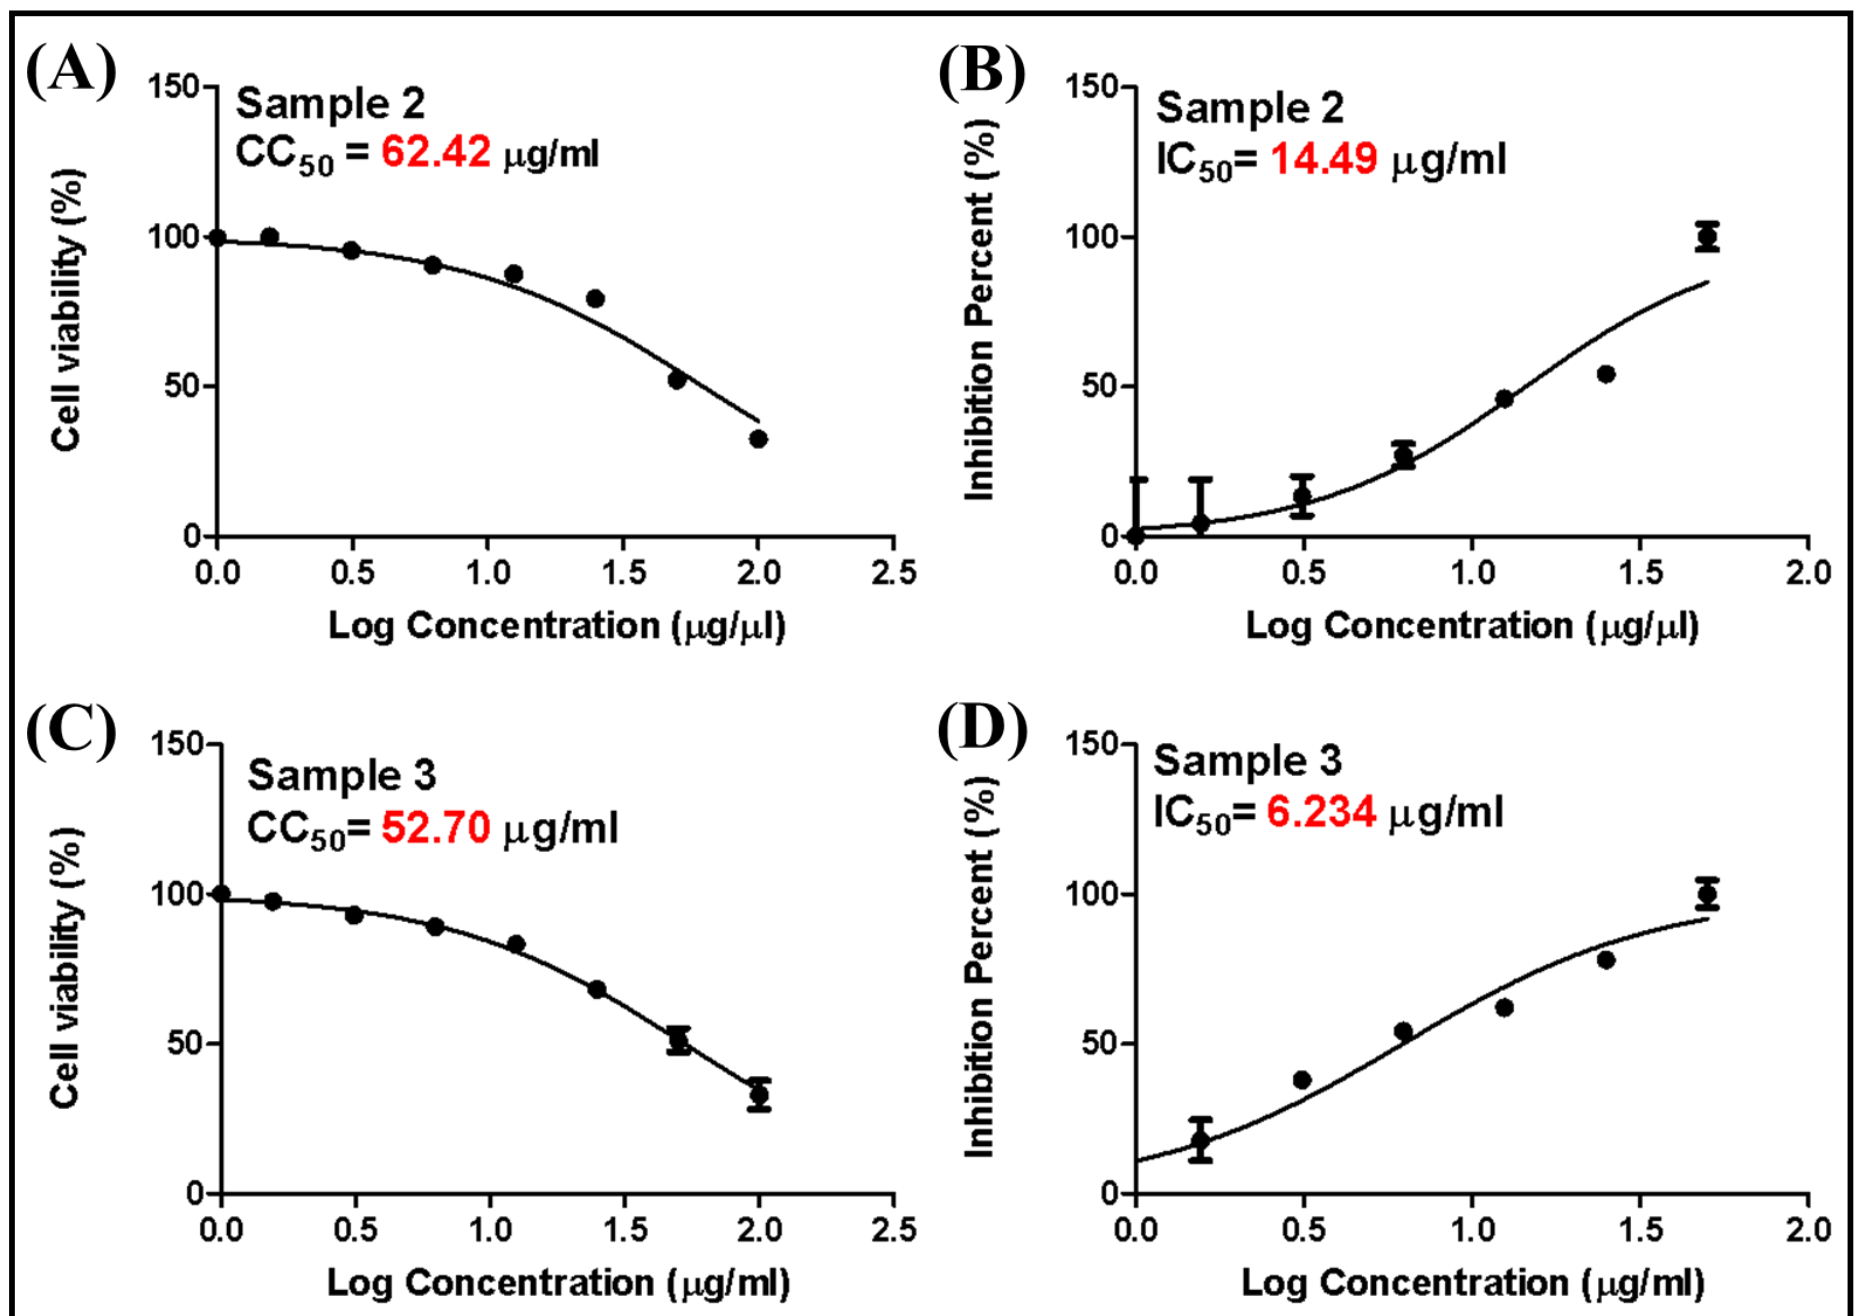 (A)
Sample 2
CC50 = 62.42 μg/ml
Cell viability (%)
150
100
50
0
0.0 0.5 1.0 1.5 2.0 2.5
Log Concentration (μg/μl)
(B)
Sample 2
IC50= 14.49 μg/ml
Inhibition Percent (%)
150
100
50
0
0.0 0.5 1.0 1.5 2.0
Log Concentration (μg/μl)
(C)
Sample 3
CC50= 52.70 μg/ml
Cell viability (%)
150
100
50
0
0.0 0.5 1.0 1.5 2.0 2.5
Log Concentration (μg/ml)
(D)
Sample 3
IC50= 6.234 μg/ml
Inhibition Percent (%)
150
100
50
0
0.0 0.5 1.0 1.5 2.0
Log Concentration (μg/ml)